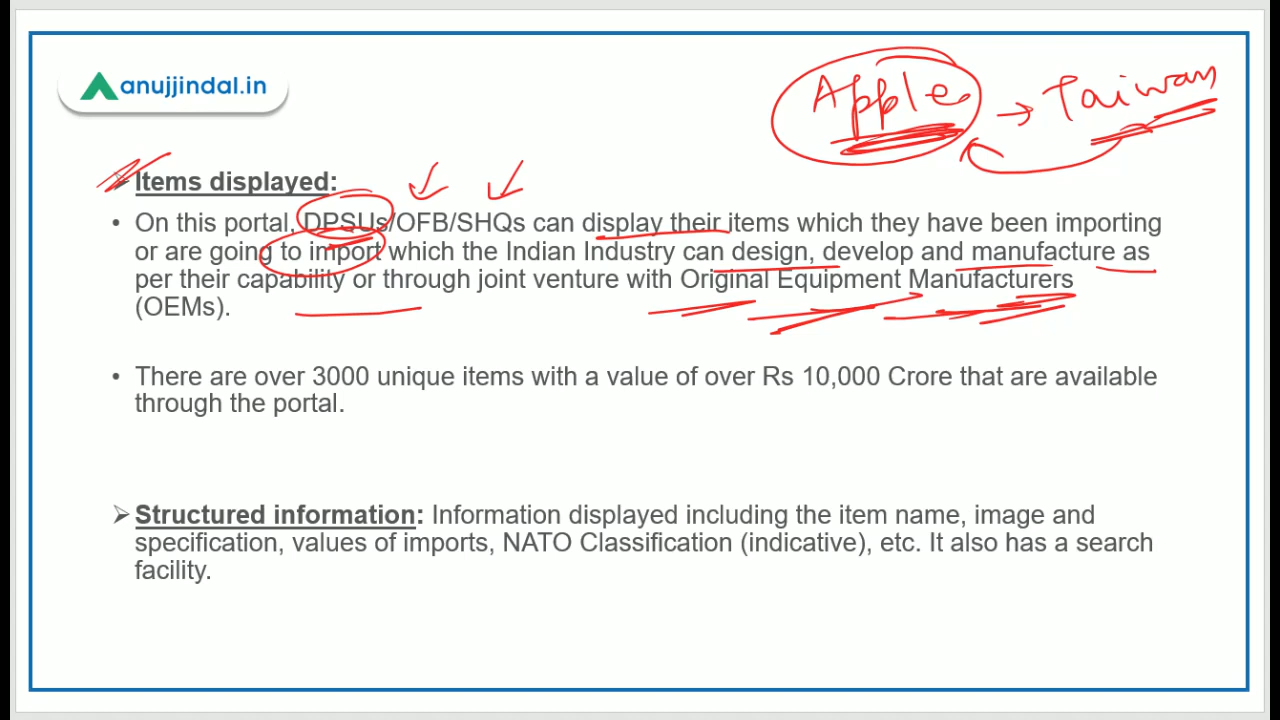 anujjindal.in
Apple → Taiwan
➢ Items displayed:
• On this portal, DPSUs/OFB/SHQs can display their items which they have been importing
or are going to import which the Indian Industry can design, develop and manufacture as
per their capability or through joint venture with Original Equipment Manufacturers
(OEMs).
• There are over 3000 unique items with a value of over Rs 10,000 Crore that are available
through the portal.
➢ Structured information: Information displayed including the item name, image and
specification, values of imports, NATO Classification (indicative), etc. It also has a search
facility.